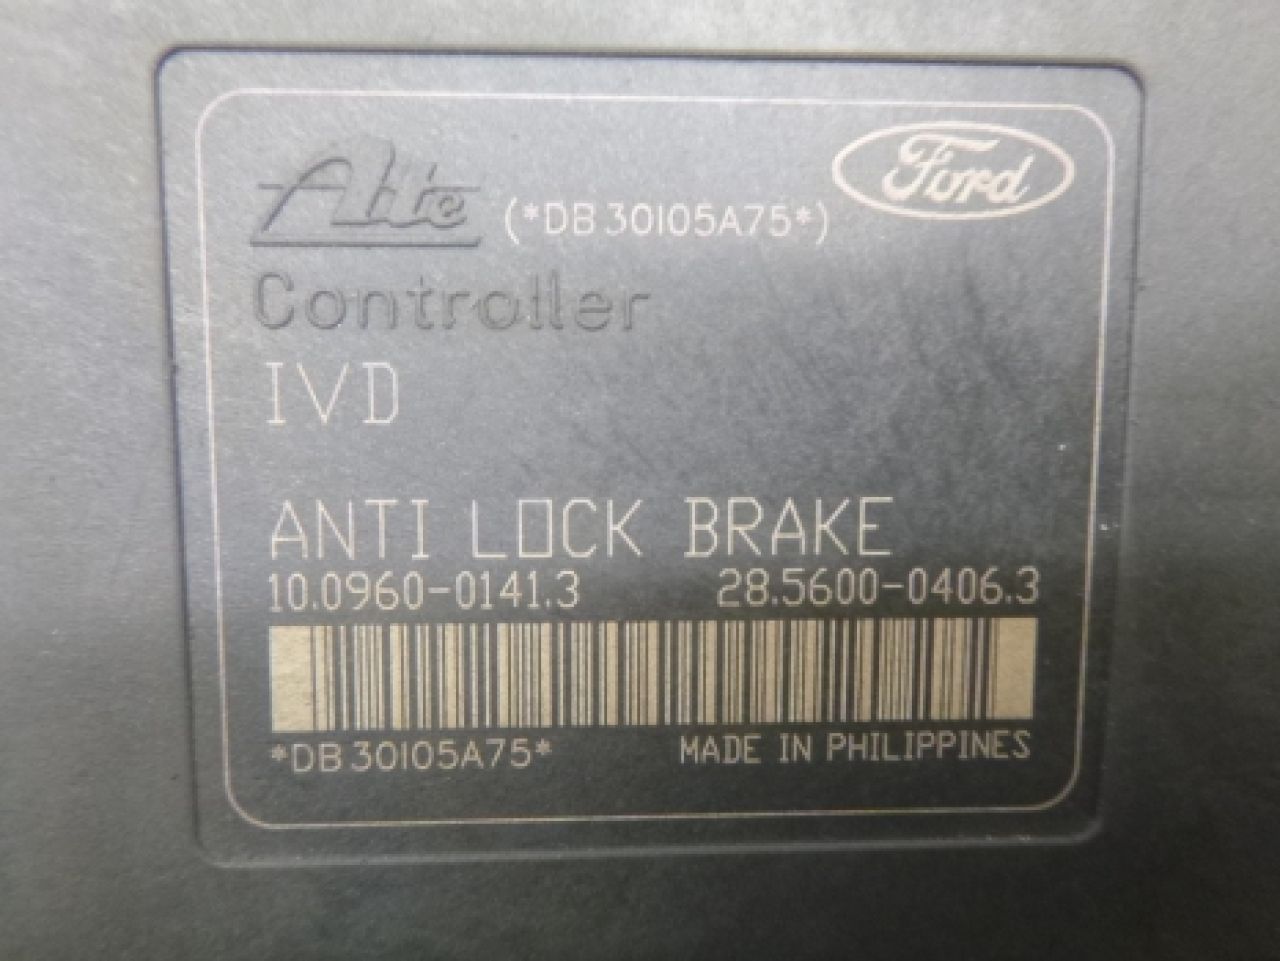 Ate (*DB30105A75*) Ford
Controller
IVD
ANTI LOCK BRAKE
10.0960-0141.3 28.5600-0406.3
*DB30105A75* MADE IN PHILIPPINES